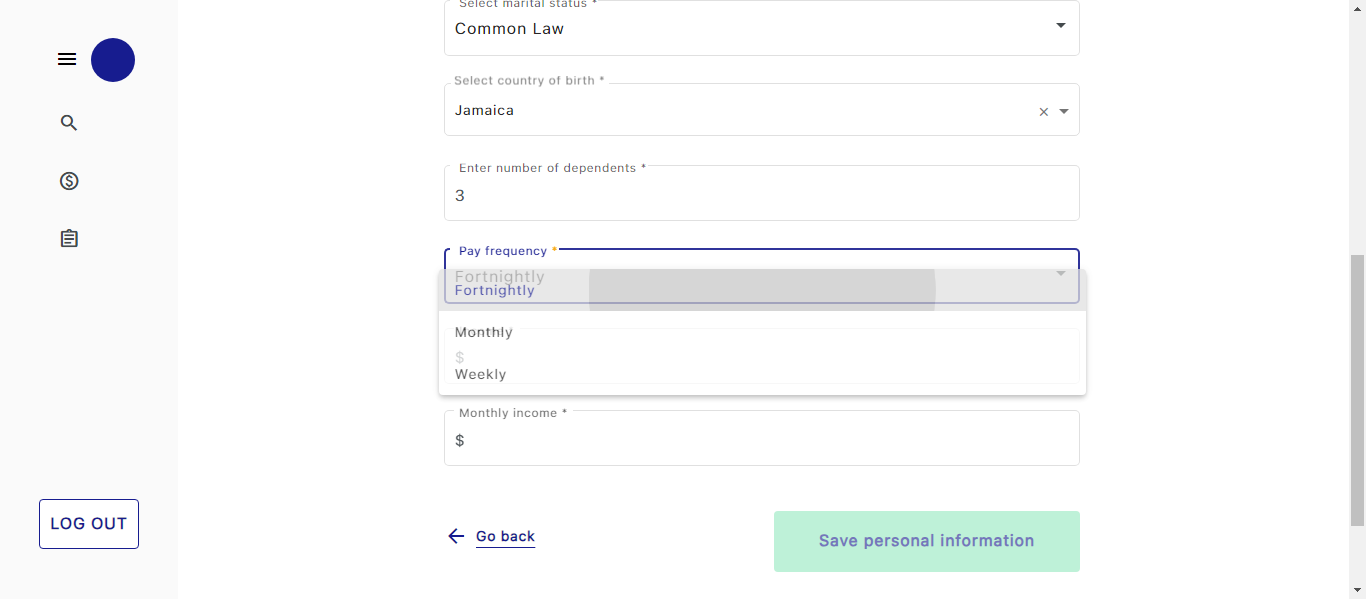 Select marital status *
Common Law
Select country of birth *
Jamaica
Enter number of dependents *
3
Pay frequency *
Fortnightly
Fortnightly
Monthly
$
Weekly
Monthly income *
$
LOG OUT
Go back
Save personal information